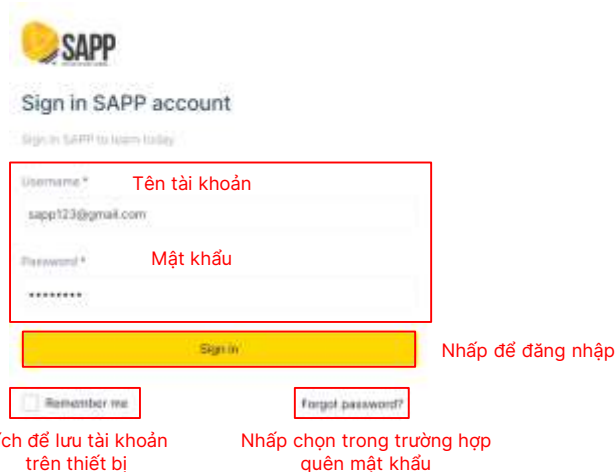 SAPP
Sign in SAPP account
Sign in SAPP to learn today
Username * Tên tài khoản
sapp123@gmail.com
Password * Mật khẩu
••••••••
Sign in Nhấp để đăng nhập
Remember me Forgot password?
ích để lưu tài khoản Nhấp chọn trong trường hợp
trên thiết bị quên mật khẩu